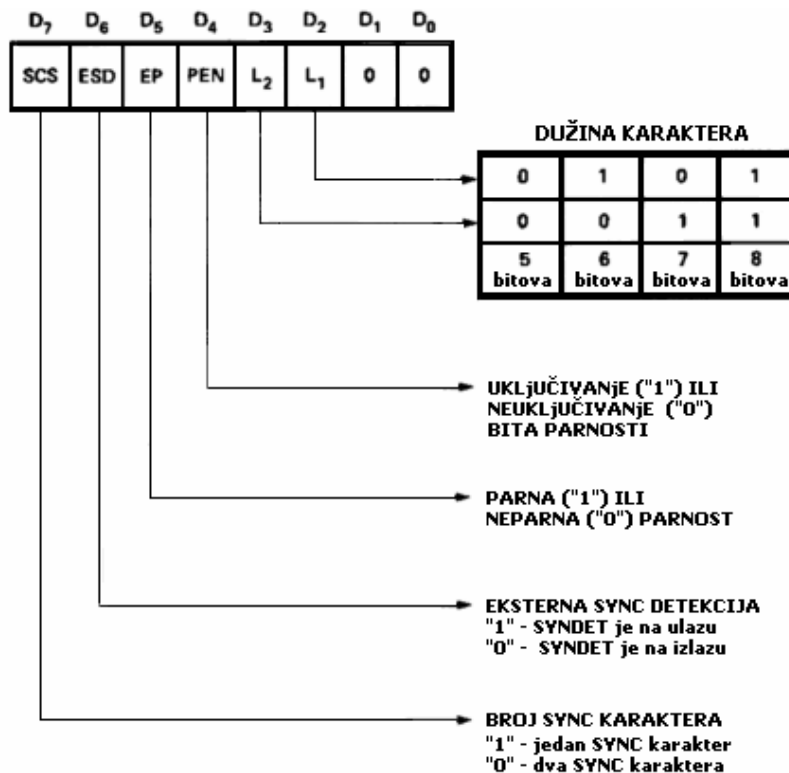 D7 D6 D5 D4 D3 D2 D1 D0
SCS ESD EP PEN L2 L1 0 0
DUŽINA KARAKTERA
0 1 0 1
0 0 1 1
5 6 7 8
bitova bitova bitova bitova
UKLjUČIVANjE ("1") ILI
NEUKLjUČIVANjE ("0")
BITA PARNOSTI
PARNA ("1") ILI
NEPARNA ("0") PARNOST
EKSTERNA SYNC DETEKCIJA
"1" - SYNDET je na ulazu
"0" - SYNDET je na izlazu
BROJ SYNC KARAKTERA
"1" - jedan SYNC karakter
"0" - dva SYNC karaktera